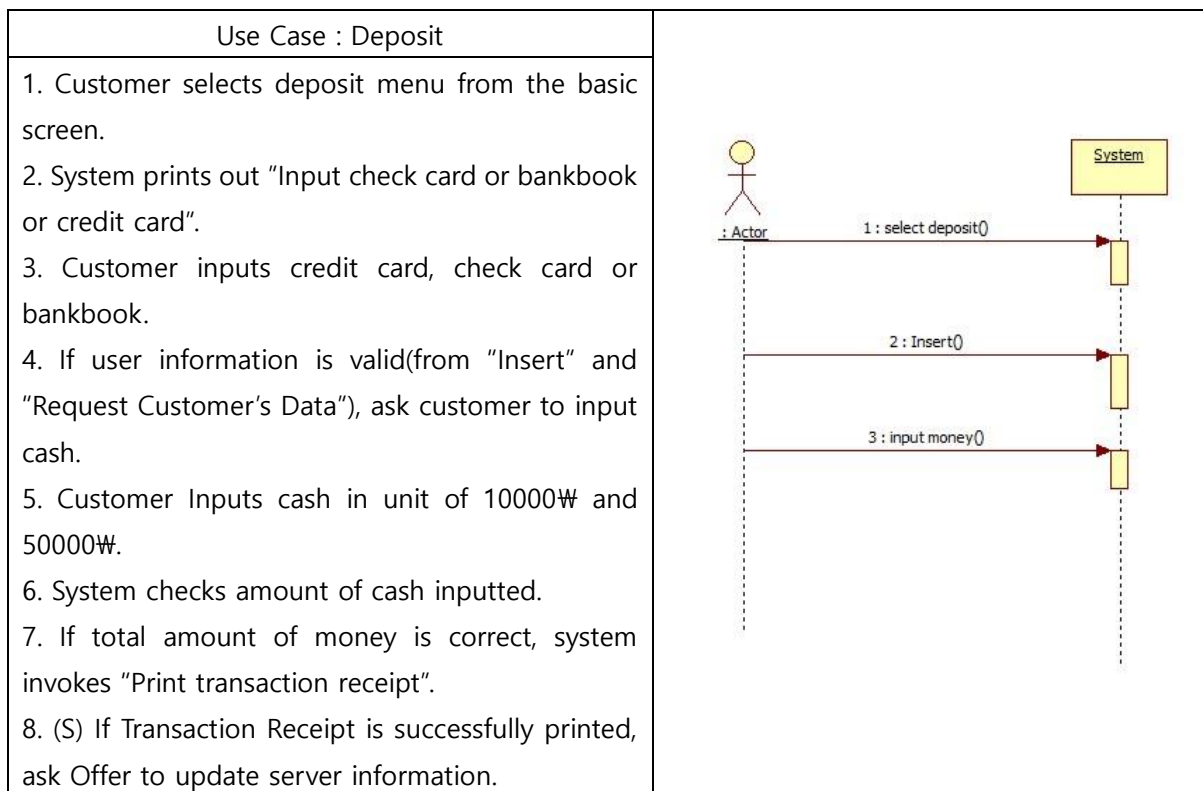 Use Case : Deposit
1. Customer selects deposit menu from the basic
screen.
2. System prints out "Input check card or bankbook
or credit card".
3. Customer inputs credit card, check card or
bankbook.
4. If user information is valid(from "Insert" and
"Request Customer's Data"), ask customer to input
cash.
5. Customer Inputs cash in unit of 10000₩ and
50000₩.
6. System checks amount of cash inputted.
7. If total amount of money is correct, system
invokes "Print transaction receipt".
8. (S) If Transaction Receipt is successfully printed,
ask Offer to update server information.
System
: Actor
1 : select deposit()
2 : Insert()
3 : input money()